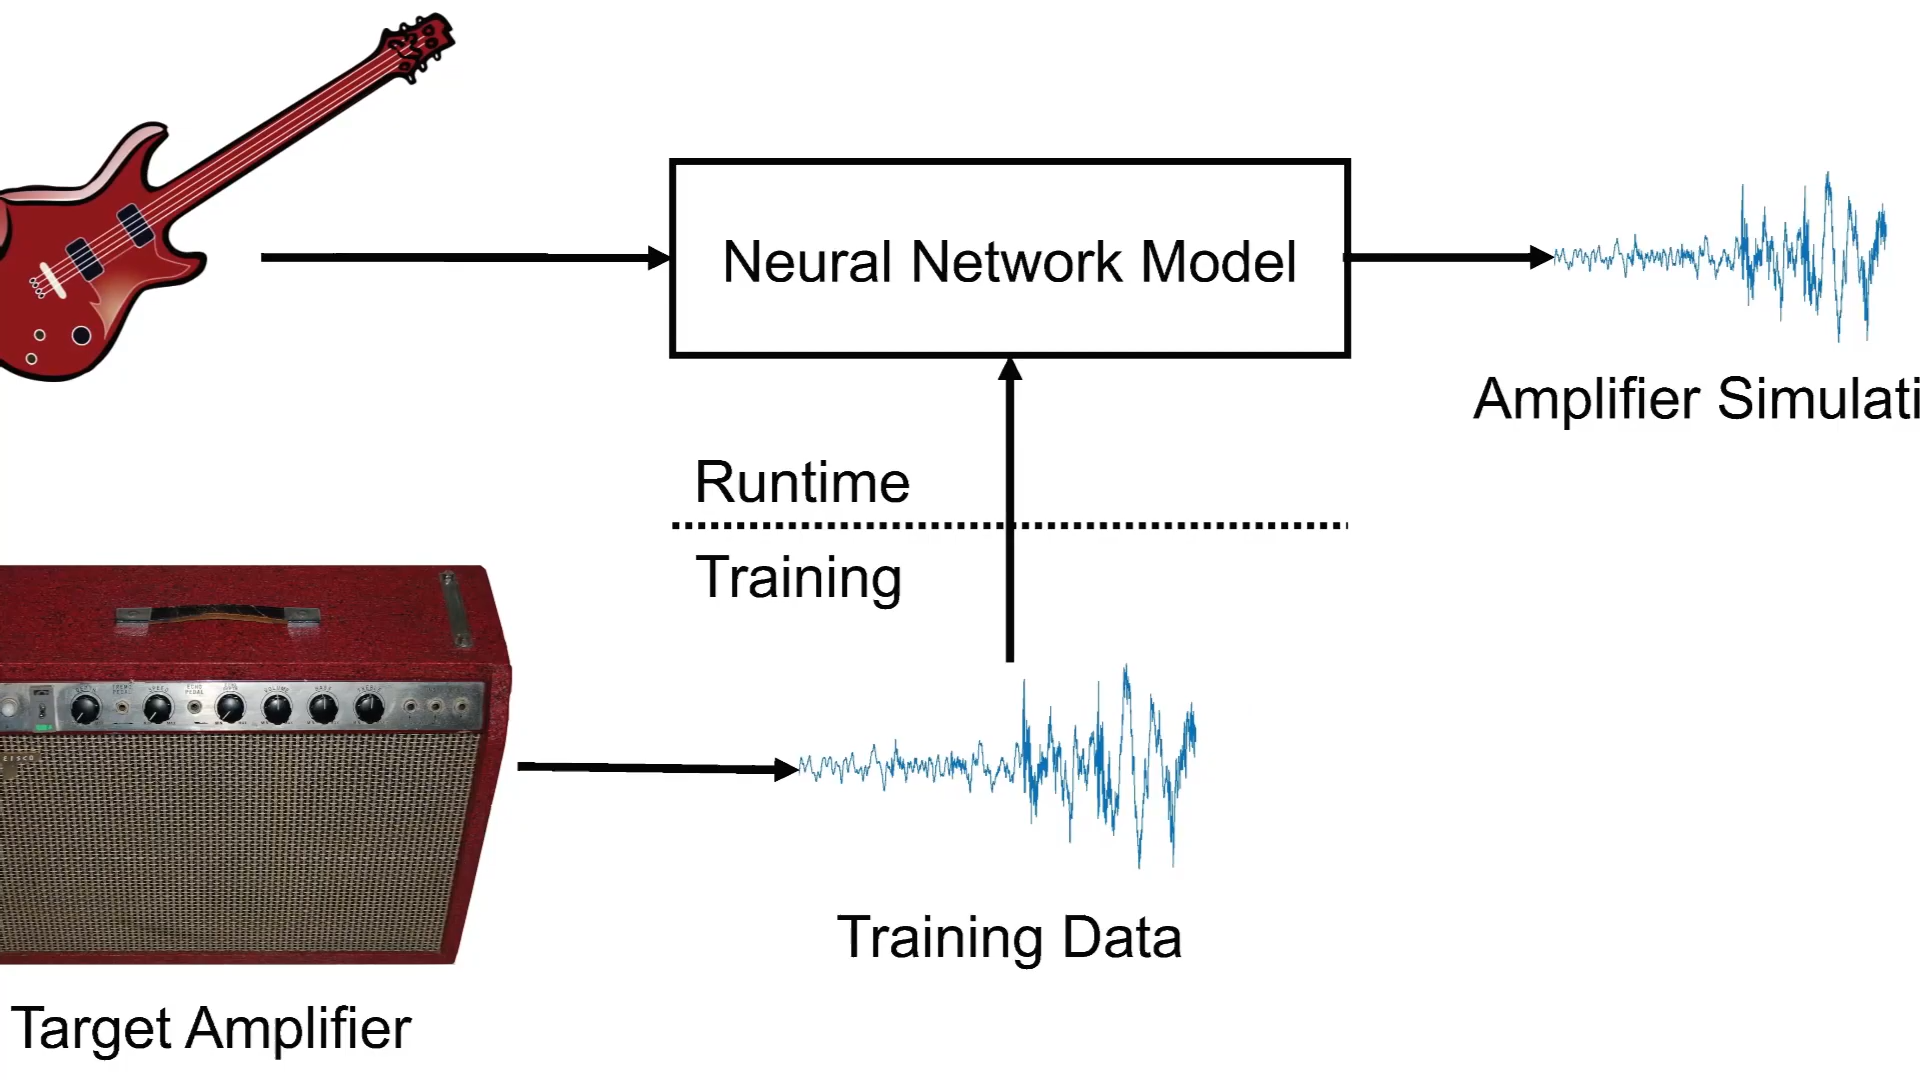 Neural Network Model
Amplifier Simulati
Runtime
Training
Training Data
Target Amplifier